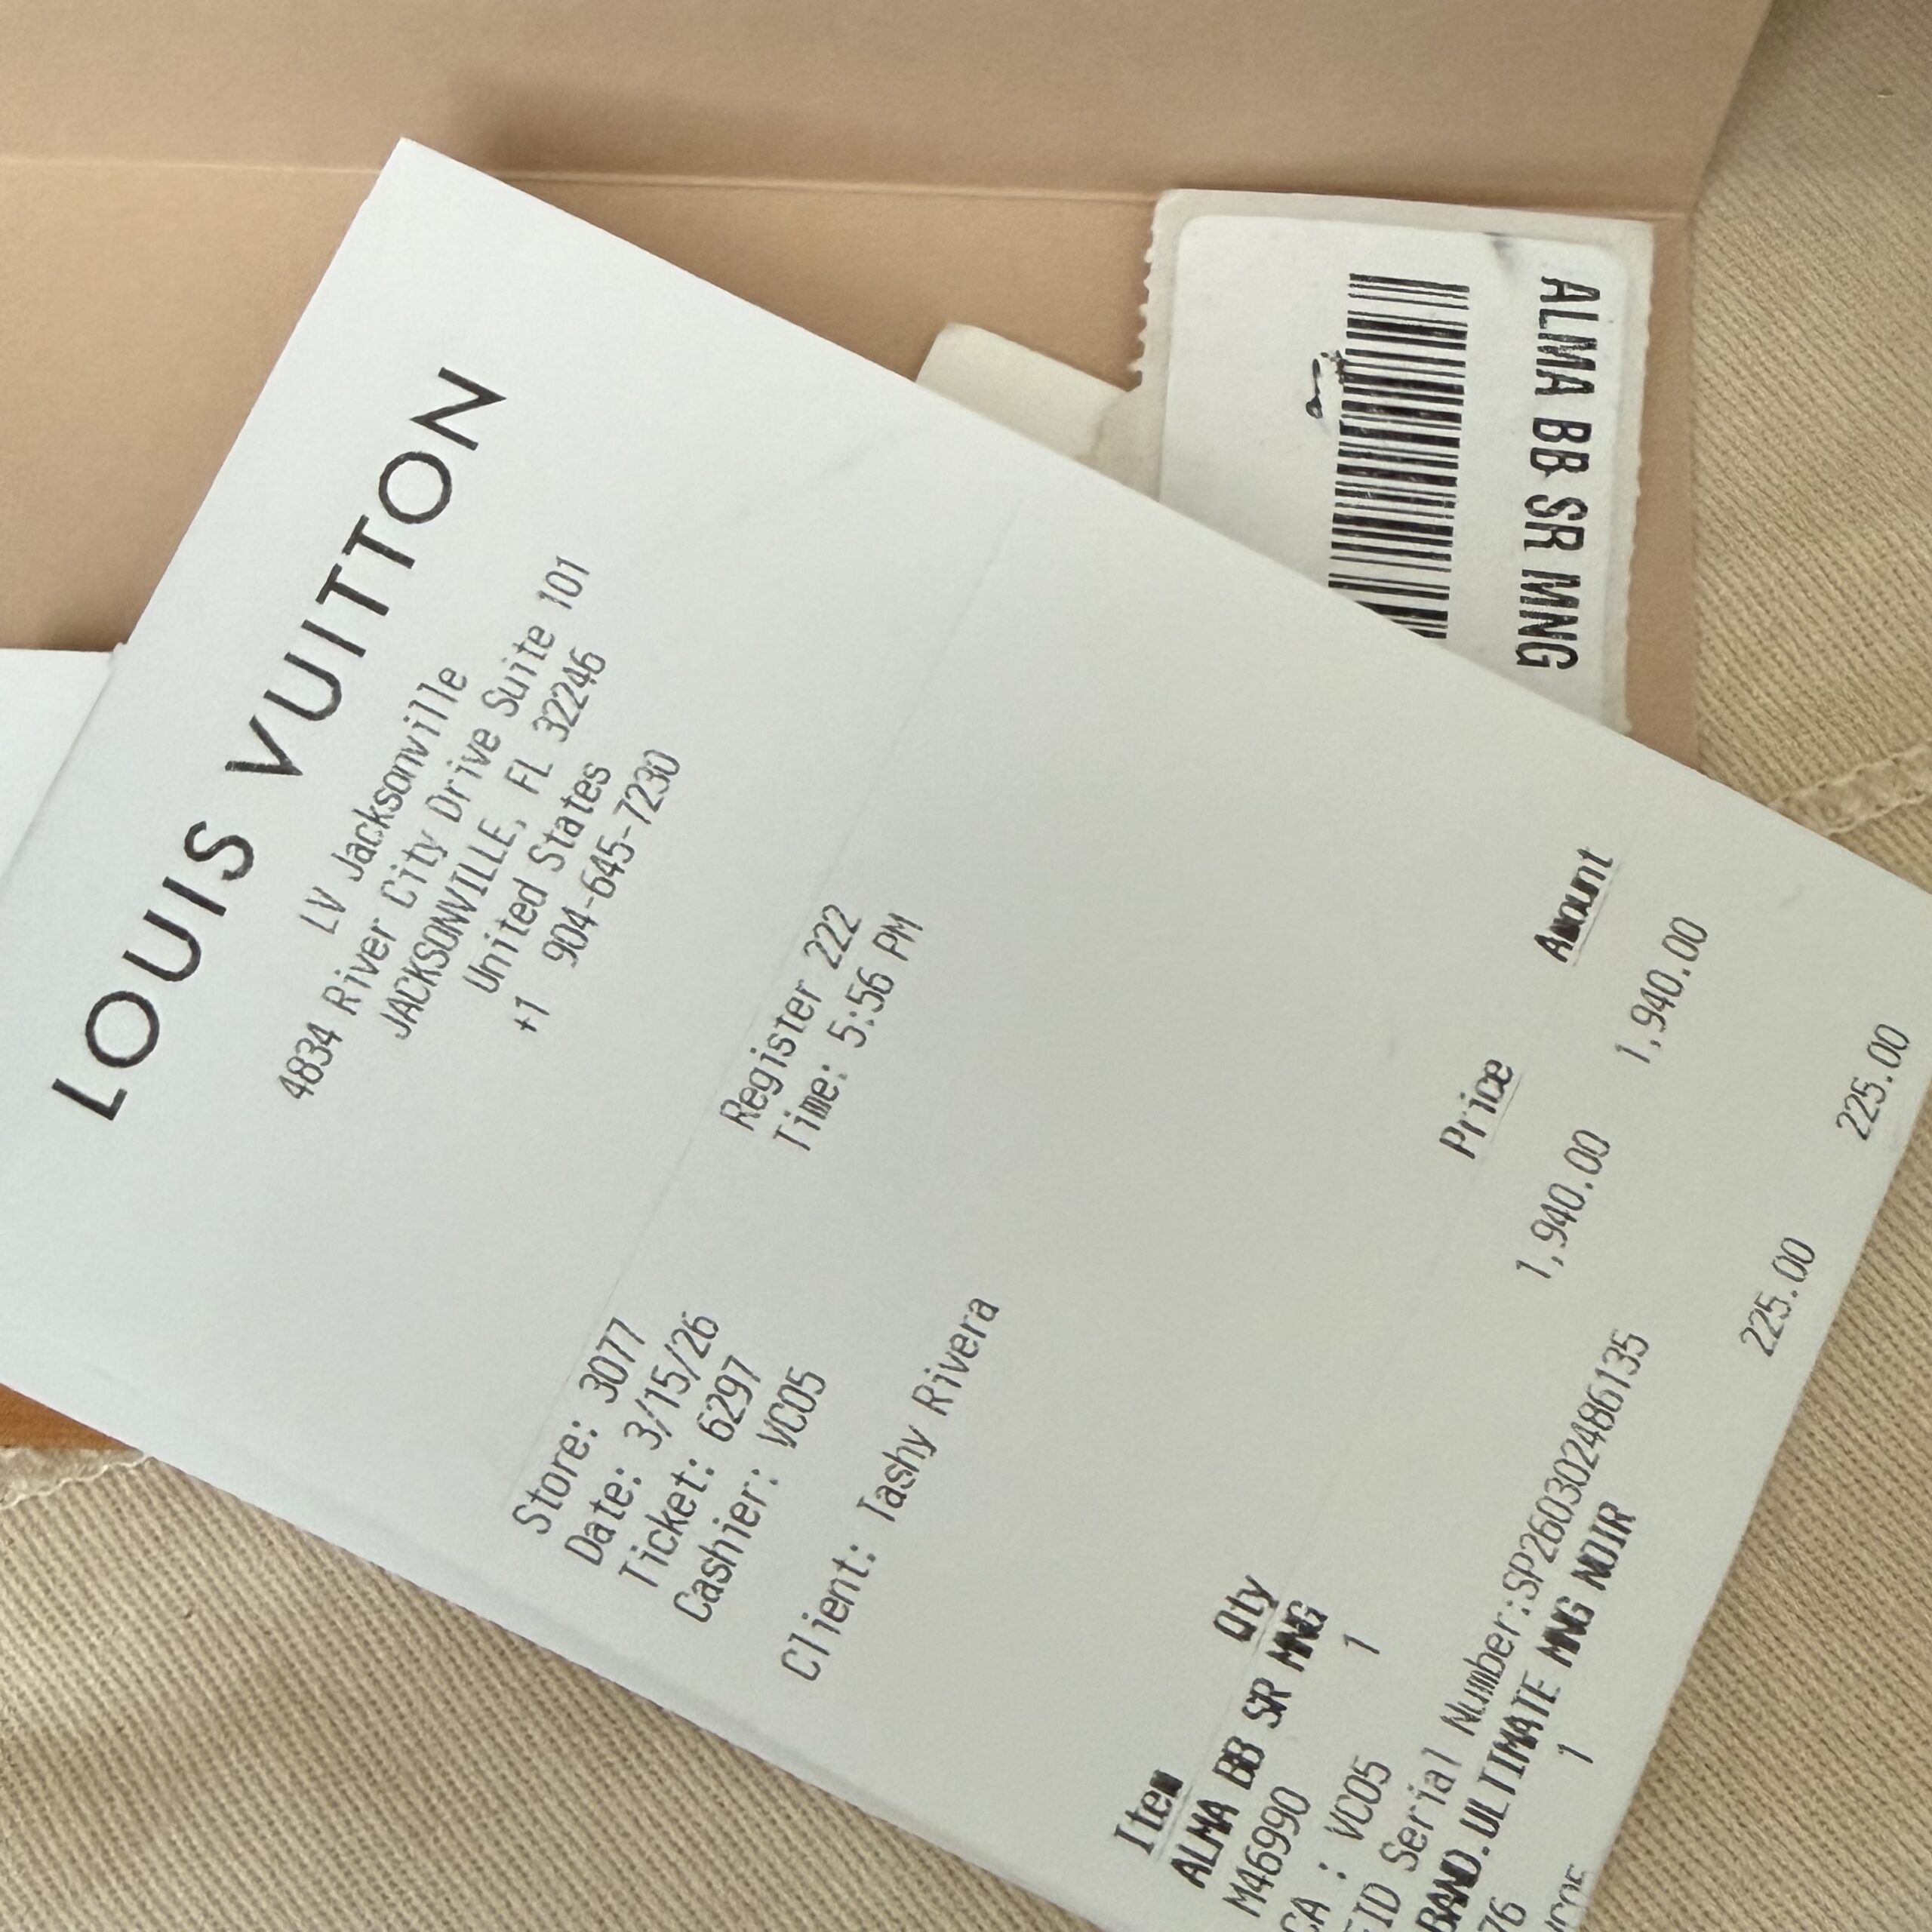 LOUIS VUITTON
LV Jacksonville
4834 River City Drive Suite 101
JACKSONVILLE, FL 32246
United States
+1 904-645-7230
Store: 3077 Register 222
Date: 3/15/26 Time: 5:56 PM
Ticket: 6297
Cashier: VC05
Client: Tashy Rivera
Item Qty Price Amount
ALMA BB SR MNG
M46990 1 1,940.00 1,940.00
CA : VC05
ID Serial Number:SP260302486135
BAND.ULTIMATE MNG NOIR
76 1 225.00 225.00
ALMA BB SR MNG